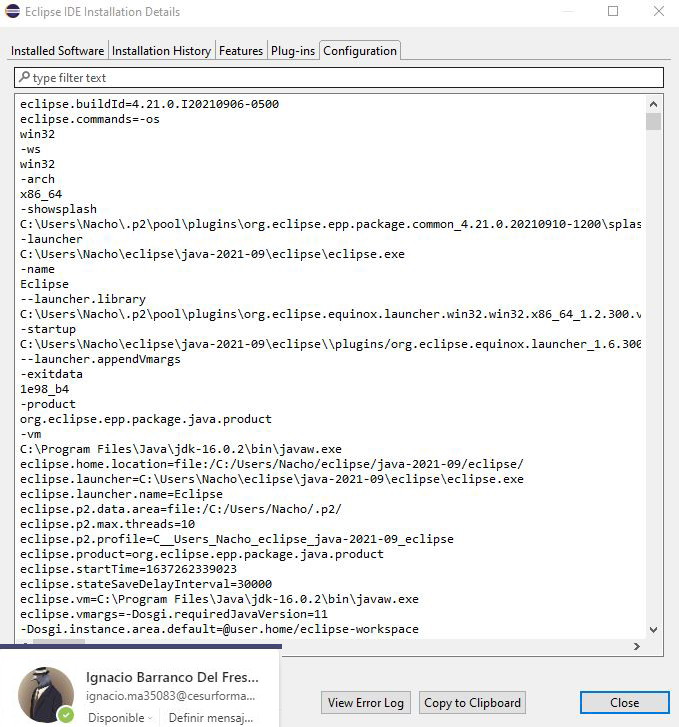 Eclipse IDE Installation Details
Installed Software Installation History Features Plug-ins Configuration
type filter text
eclipse.buildId=4.21.0.I20210906-0500
eclipse.commands=-os
win32
-ws
win32
-arch
x86_64
-showsplash
C:\Users\Nacho\.p2\pool\plugins\org.eclipse.epp.package.common_4.21.0.20210910-1200\splas
-launcher
C:\Users\Nacho\eclipse\java-2021-09\eclipse\eclipse.exe
-name
Eclipse
--launcher.library
C:\Users\Nacho\.p2\pool\plugins\org.eclipse.equinox.launcher.win32.win32.x86_64_1.2.300.v
-startup
C:\Users\Nacho\eclipse\java-2021-09\eclipse\\plugins/org.eclipse.equinox.launcher_1.6.300
--launcher.appendVmargs
-exitdata
1e98_b4
-product
org.eclipse.epp.package.java.product
-vm
C:\Program Files\Java\jdk-16.0.2\bin\javaw.exe
eclipse.home.location=file:/C:/Users/Nacho/eclipse/java-2021-09/eclipse/
eclipse.launcher=C:\Users\Nacho\eclipse\java-2021-09\eclipse\eclipse.exe
eclipse.launcher.name=Eclipse
eclipse.p2.data.area=file:/C:/Users/Nacho/.p2/
eclipse.p2.max.threads=10
eclipse.p2.profile=C__Users_Nacho_eclipse_java-2021-09_eclipse
eclipse.product=org.eclipse.epp.package.java.product
eclipse.startTime=1637262339023
eclipse.stateSaveDelayInterval=30000
eclipse.vm=C:\Program Files\Java\jdk-16.0.2\bin\javaw.exe
eclipse.vmargs=-Dosgi.requiredJavaVersion=11
-Dosgi.instance.area.default=@user.home/eclipse-workspace
Ignacio Barranco Del Fres...
ignacio.ma35083@cesurforma...
Disponible Definir mensaj...
View Error Log Copy to Clipboard Close